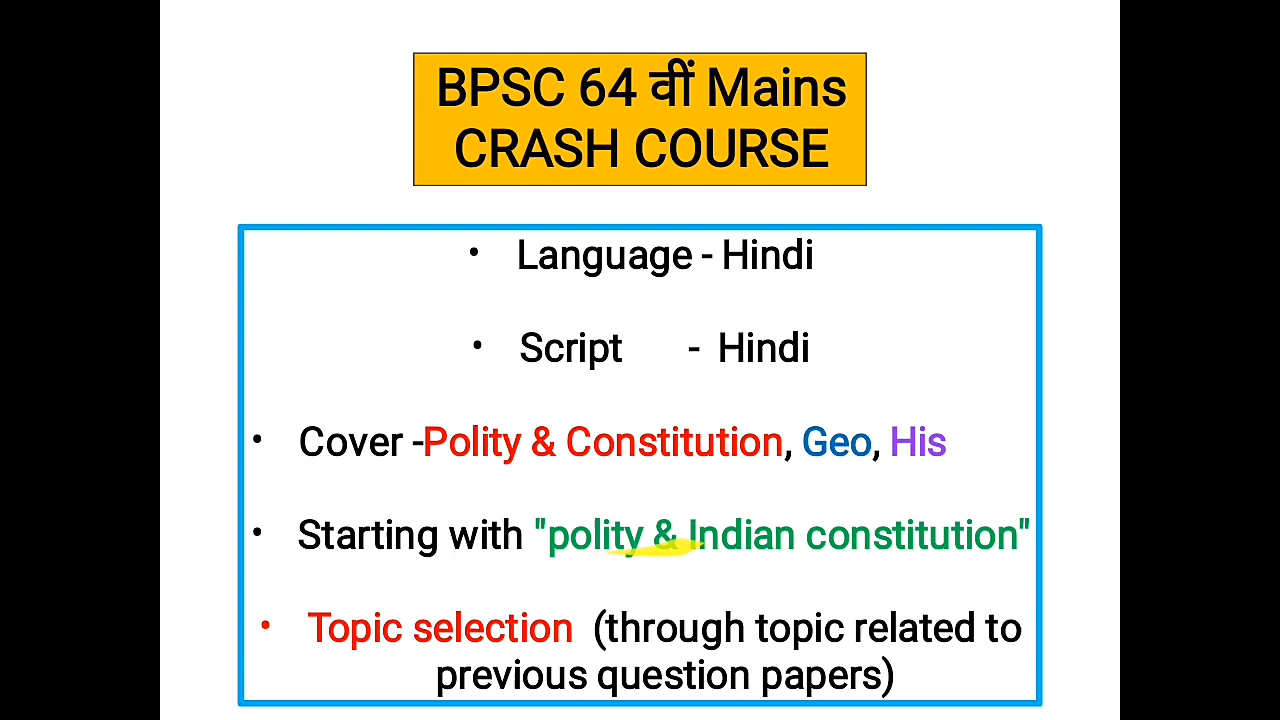 BPSC 64 वीं Mains
CRASH COURSE
• Language - Hindi
• Script - Hindi
• Cover -Polity & Constitution, Geo, His
• Starting with "polity & Indian constitution"
• Topic selection (through topic related to
previous question papers)